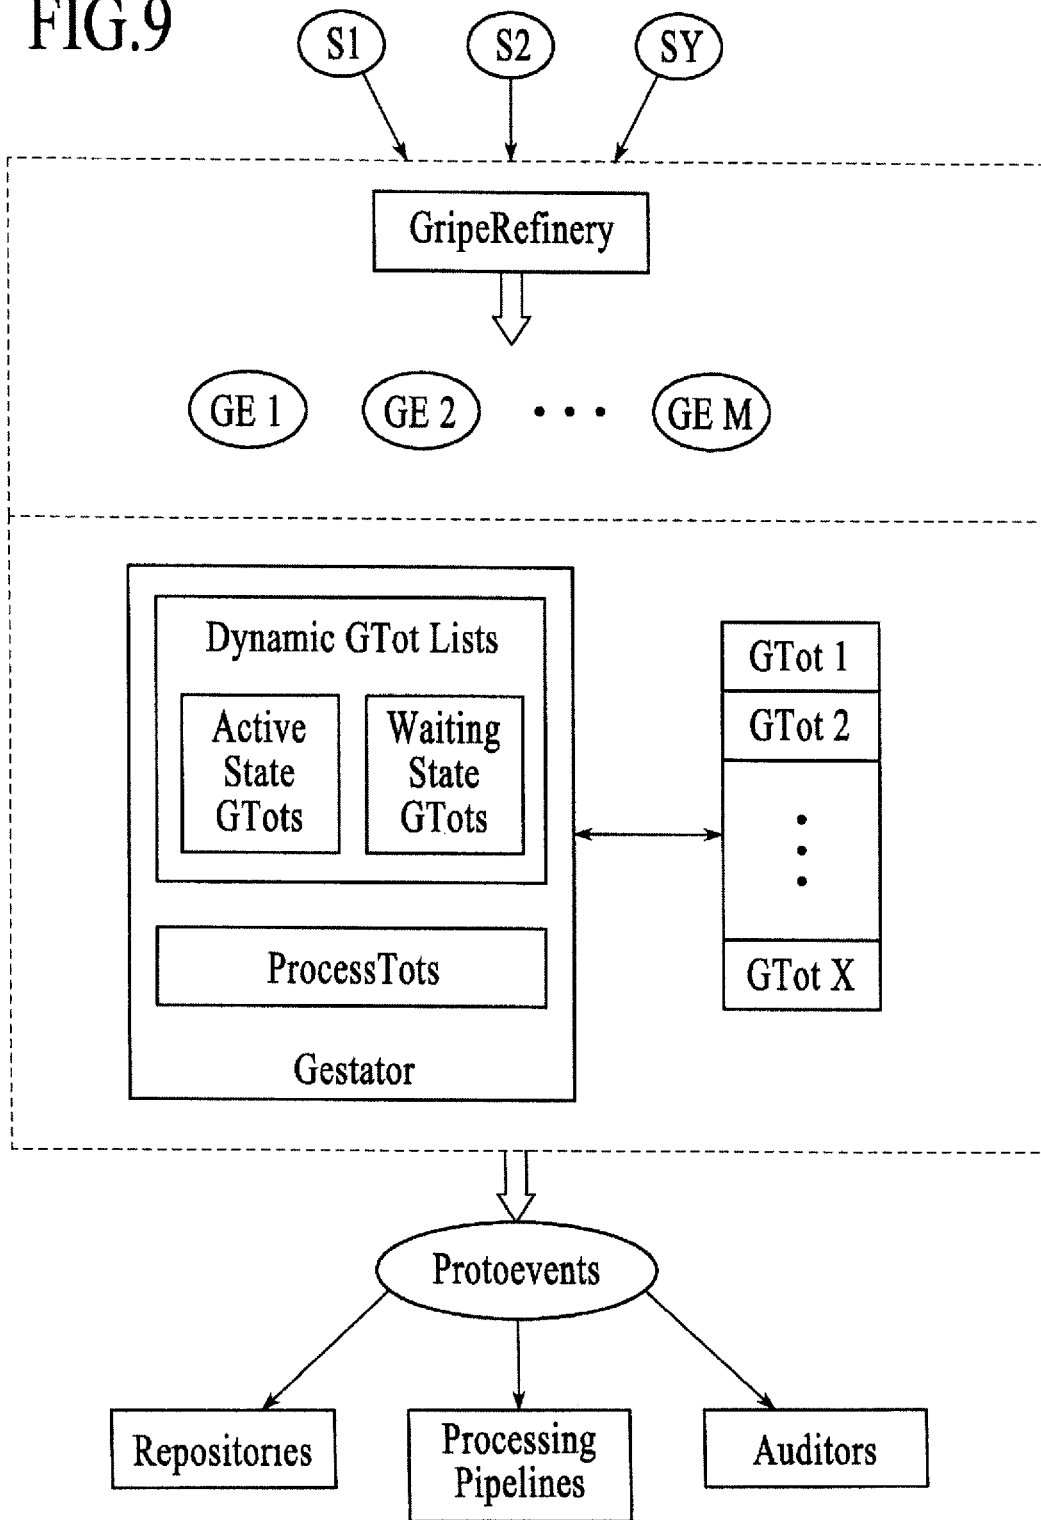 FIG.9
S1 S2 SY
GripeRefinery
GE 1 GE 2 • • • GE M
Dynamic GTot Lists
Active
State
GTots
Waiting
State
GTots
ProcessTots
Gestator
GTot 1
GTot 2
GTot X
Protoevents
Repositories
Processing
Pipelines
Auditors